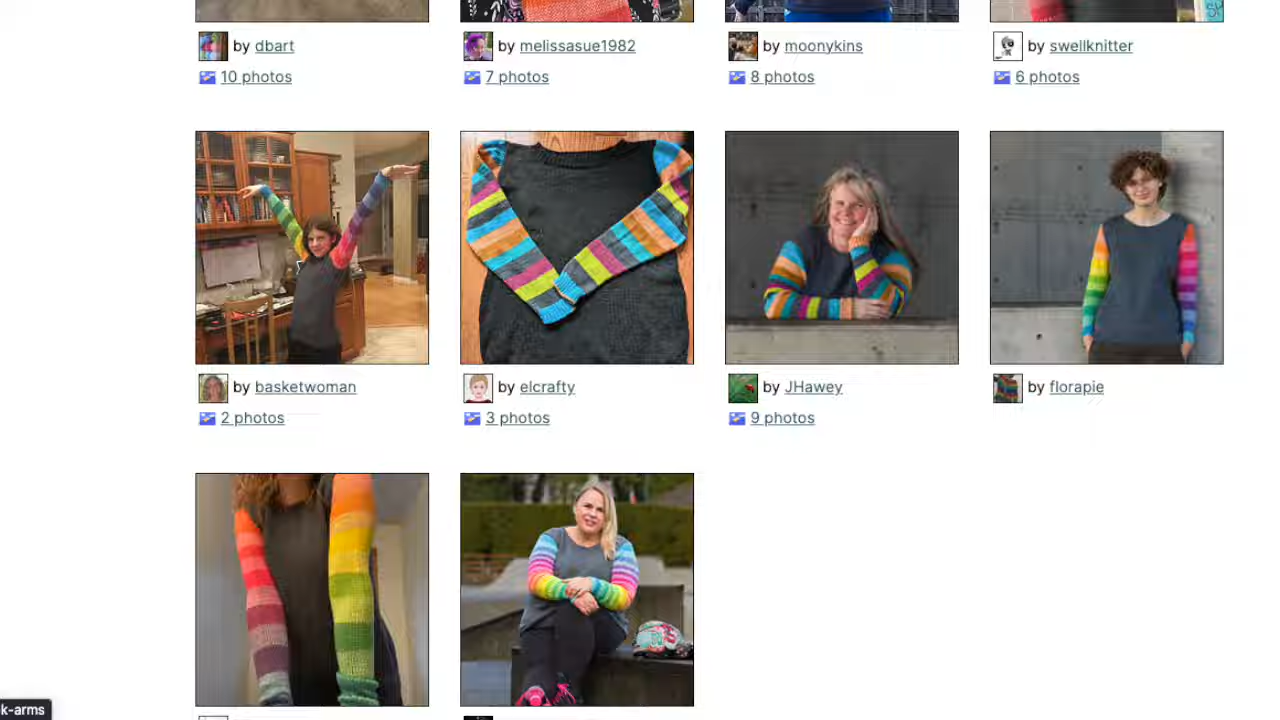 by dbart
by melissasue1982
by moonykins
by swellknitter
10 photos
7 photos
8 photos
6 photos
by basketwoman
by elcrafty
by JHawey
by florapie
2 photos
3 photos
9 photos
k-arms